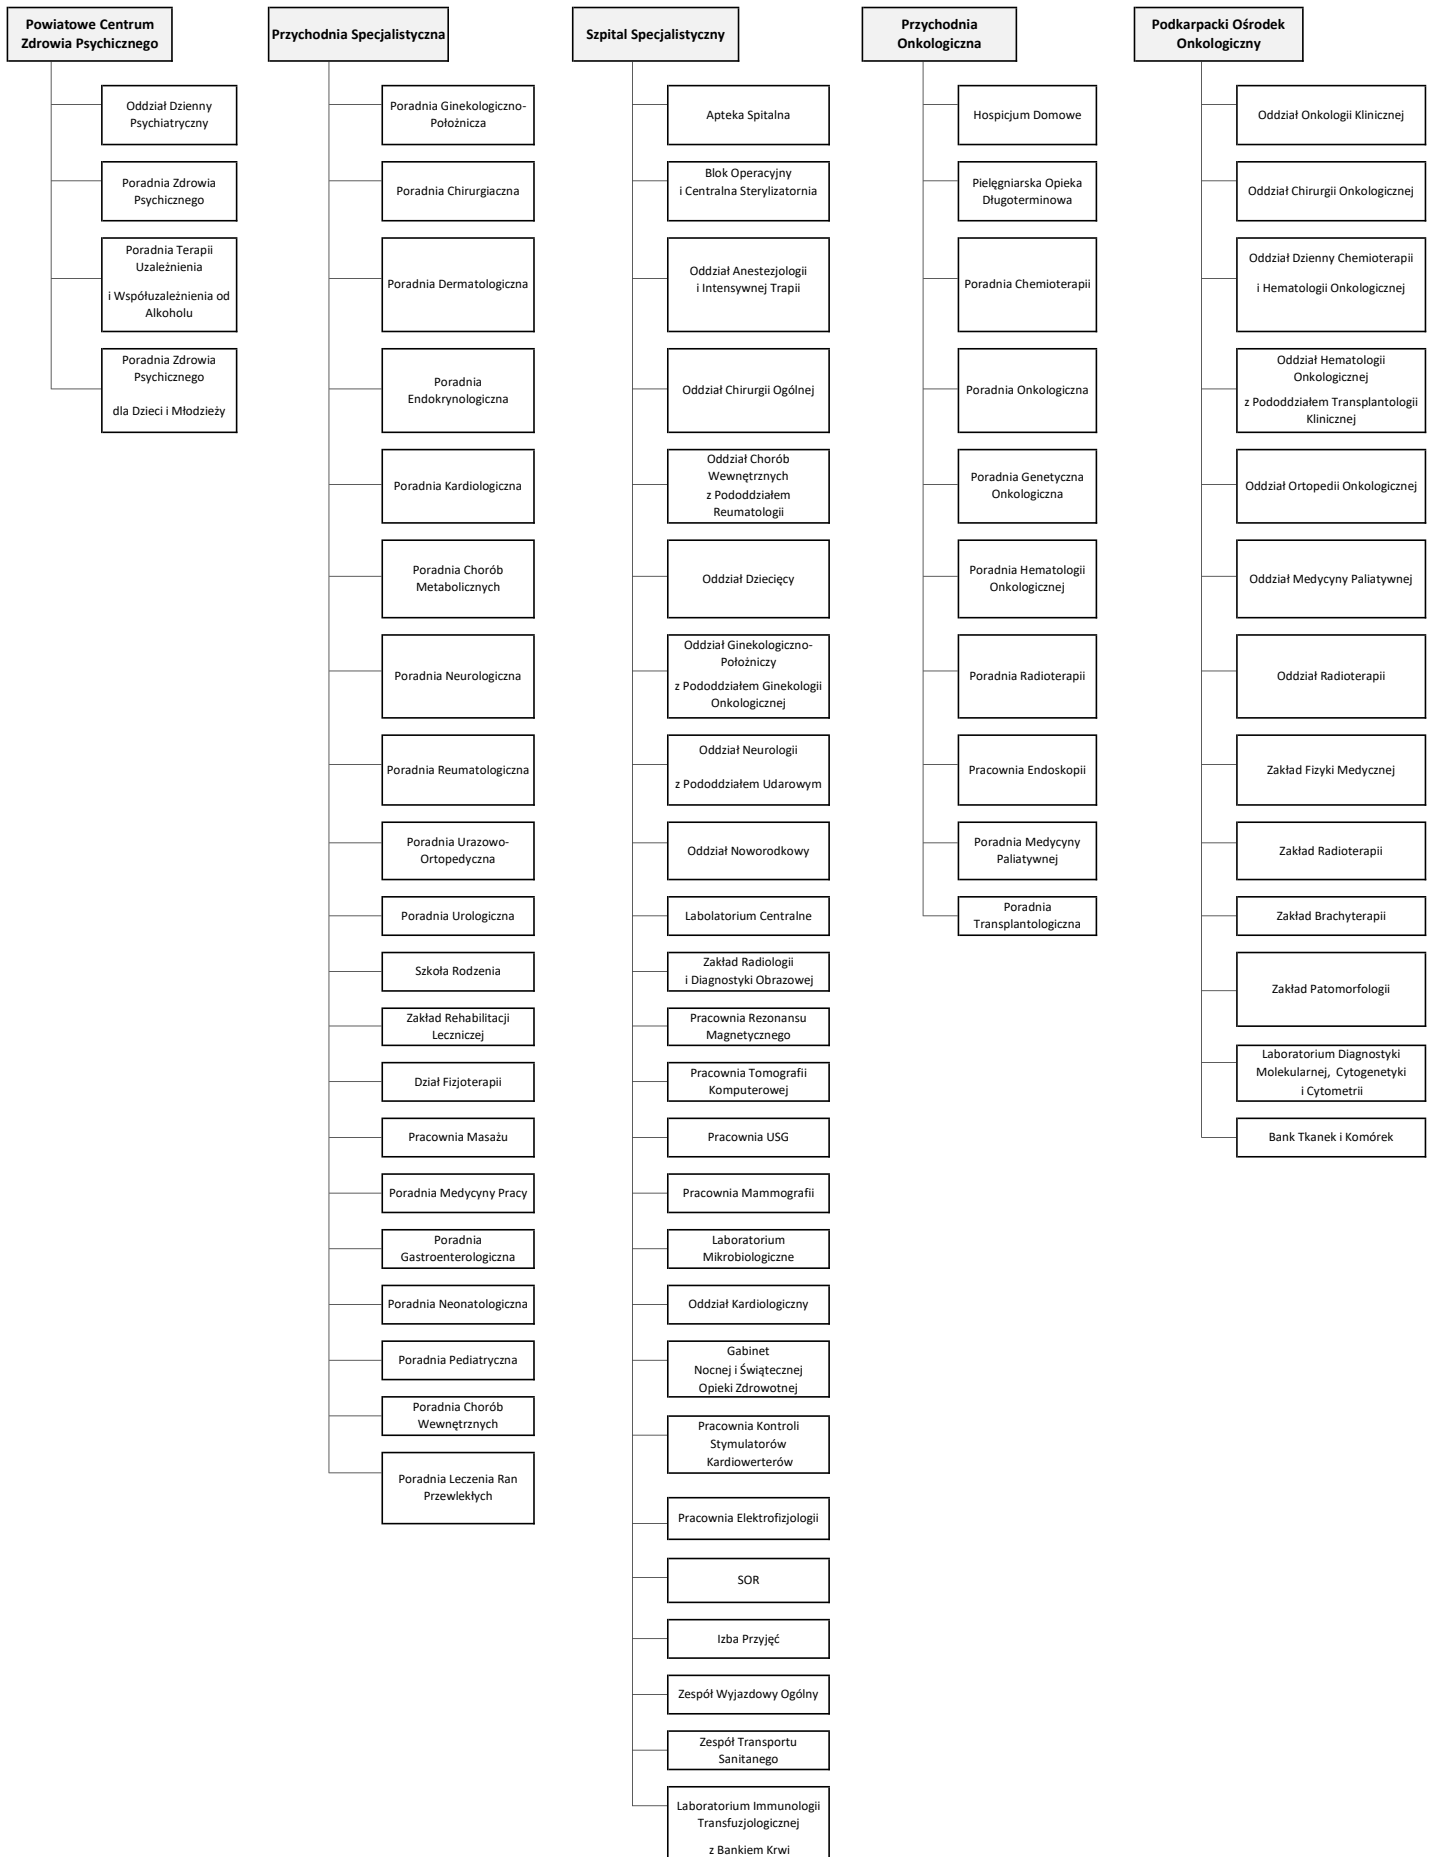 Powiatowe Centrum
Zdrowia Psychicznego
Oddział Dzienny
Psychiatryczny
Poradnia Zdrowia
Psychicznego
Poradnia Terapii
Uzależnienia
i Współuzależnienia od
Alkoholu
Poradnia Zdrowia
Psychicznego
dla Dzieci i Młodzieży
Przychodnia Specjalistyczna
Poradnia Ginekologiczno-
Położnicza
Poradnia Chirurgiaczna
Poradnia Dermatologiczna
Poradnia
Endokrynologiczna
Poradnia Kardiologiczna
Poradnia Chorób
Metabolicznych
Poradnia Neurologiczna
Poradnia Reumatologiczna
Poradnia Urazowo-
Ortopedyczna
Poradnia Urologiczna
Szkoła Rodzenia
Zakład Rehabilitacji
Leczniczej
Dział Fizjoterapii
Pracownia Masażu
Poradnia Medycyny Pracy
Poradnia
Gastroenterologiczna
Poradnia Neonatologiczna
Poradnia Pediatryczna
Poradnia Chorób
Wewnętrznych
Poradnia Leczenia Ran
Przewlekłych
Szpital Specjalistyczny
Apteka Spitalna
Blok Operacyjny
i Centralna Sterylizatornia
Oddział Anestezjologii
i Intensywnej Trapii
Oddział Chirurgii Ogólnej
Oddział Chorób
Wewnętrznych
z Pododdziałem
Reumatologii
Oddział Dziecięcy
Oddział Ginekologiczno-
Położniczy
z Pododdziałem Ginekologii
Onkologicznej
Oddział Neurologii
z Pododdziałem Udarowym
Oddział Noworodkowy
Labolatorium Centralne
Zakład Radiologii
i Diagnostyki Obrazowej
Pracownia Rezonansu
Magnetycznego
Pracownia Tomografii
Komputerowej
Pracownia USG
Pracownia Mammografii
Laboratorium
Mikrobiologiczne
Oddział Kardiologiczny
Gabinet
Nocnej i Świątecznej
Opieki Zdrowotnej
Pracownia Kontroli
Stymulatorów
Kardiowerterów
Pracownia Elektrofizjologii
SOR
Izba Przyjęć
Zespół Wyjazdowy Ogólny
Zespół Transportu
Sanitanego
Laboratorium Immunologii
Transfuzjologicznej
z Bankiem Krwi
Przychodnia
Onkologiczna
Hospicjum Domowe
Pielęgniarska Opieka
Długoterminowa
Poradnia Chemioterapii
Poradnia Onkologiczna
Poradnia Genetyczna
Onkologiczna
Poradnia Hematologii
Onkologicznej
Poradnia Radioterapii
Pracownia Endoskopii
Poradnia Medycyny
Paliatywnej
Poradnia
Transplantologiczna
Podkarpacki Ośrodek
Onkologiczny
Oddział Onkologii Klinicznej
Oddział Chirurgii Onkologicznej
Oddział Dzienny Chemioterapii
i Hematologii Onkologicznej
Oddział Hematologii
Onkologicznej
z Pododdziałem Transplantologii
Klinicznej
Oddział Ortopedii Onkologicznej
Oddział Medycyny Paliatywnej
Oddział Radioterapii
Zakład Fizyki Medycznej
Zakład Radioterapii
Zakład Brachyterapii
Zakład Patomorfologii
Laboratorium Diagnostyki
Molekularnej, Cytogenetyki
i Cytometrii
Bank Tkanek i Komórek